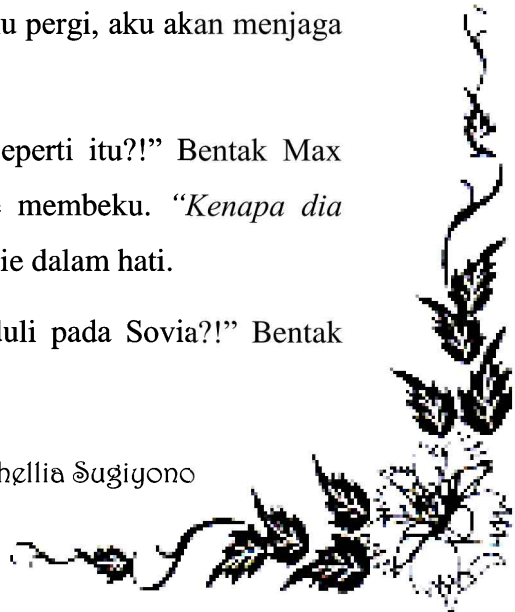 u pergi, aku akan menjaga
eperti itu?!” Bentak Max
membeku. “Kenapa dia
ie dalam hati.
duli pada Sovia?!” Bentak
hellia Sugiyono